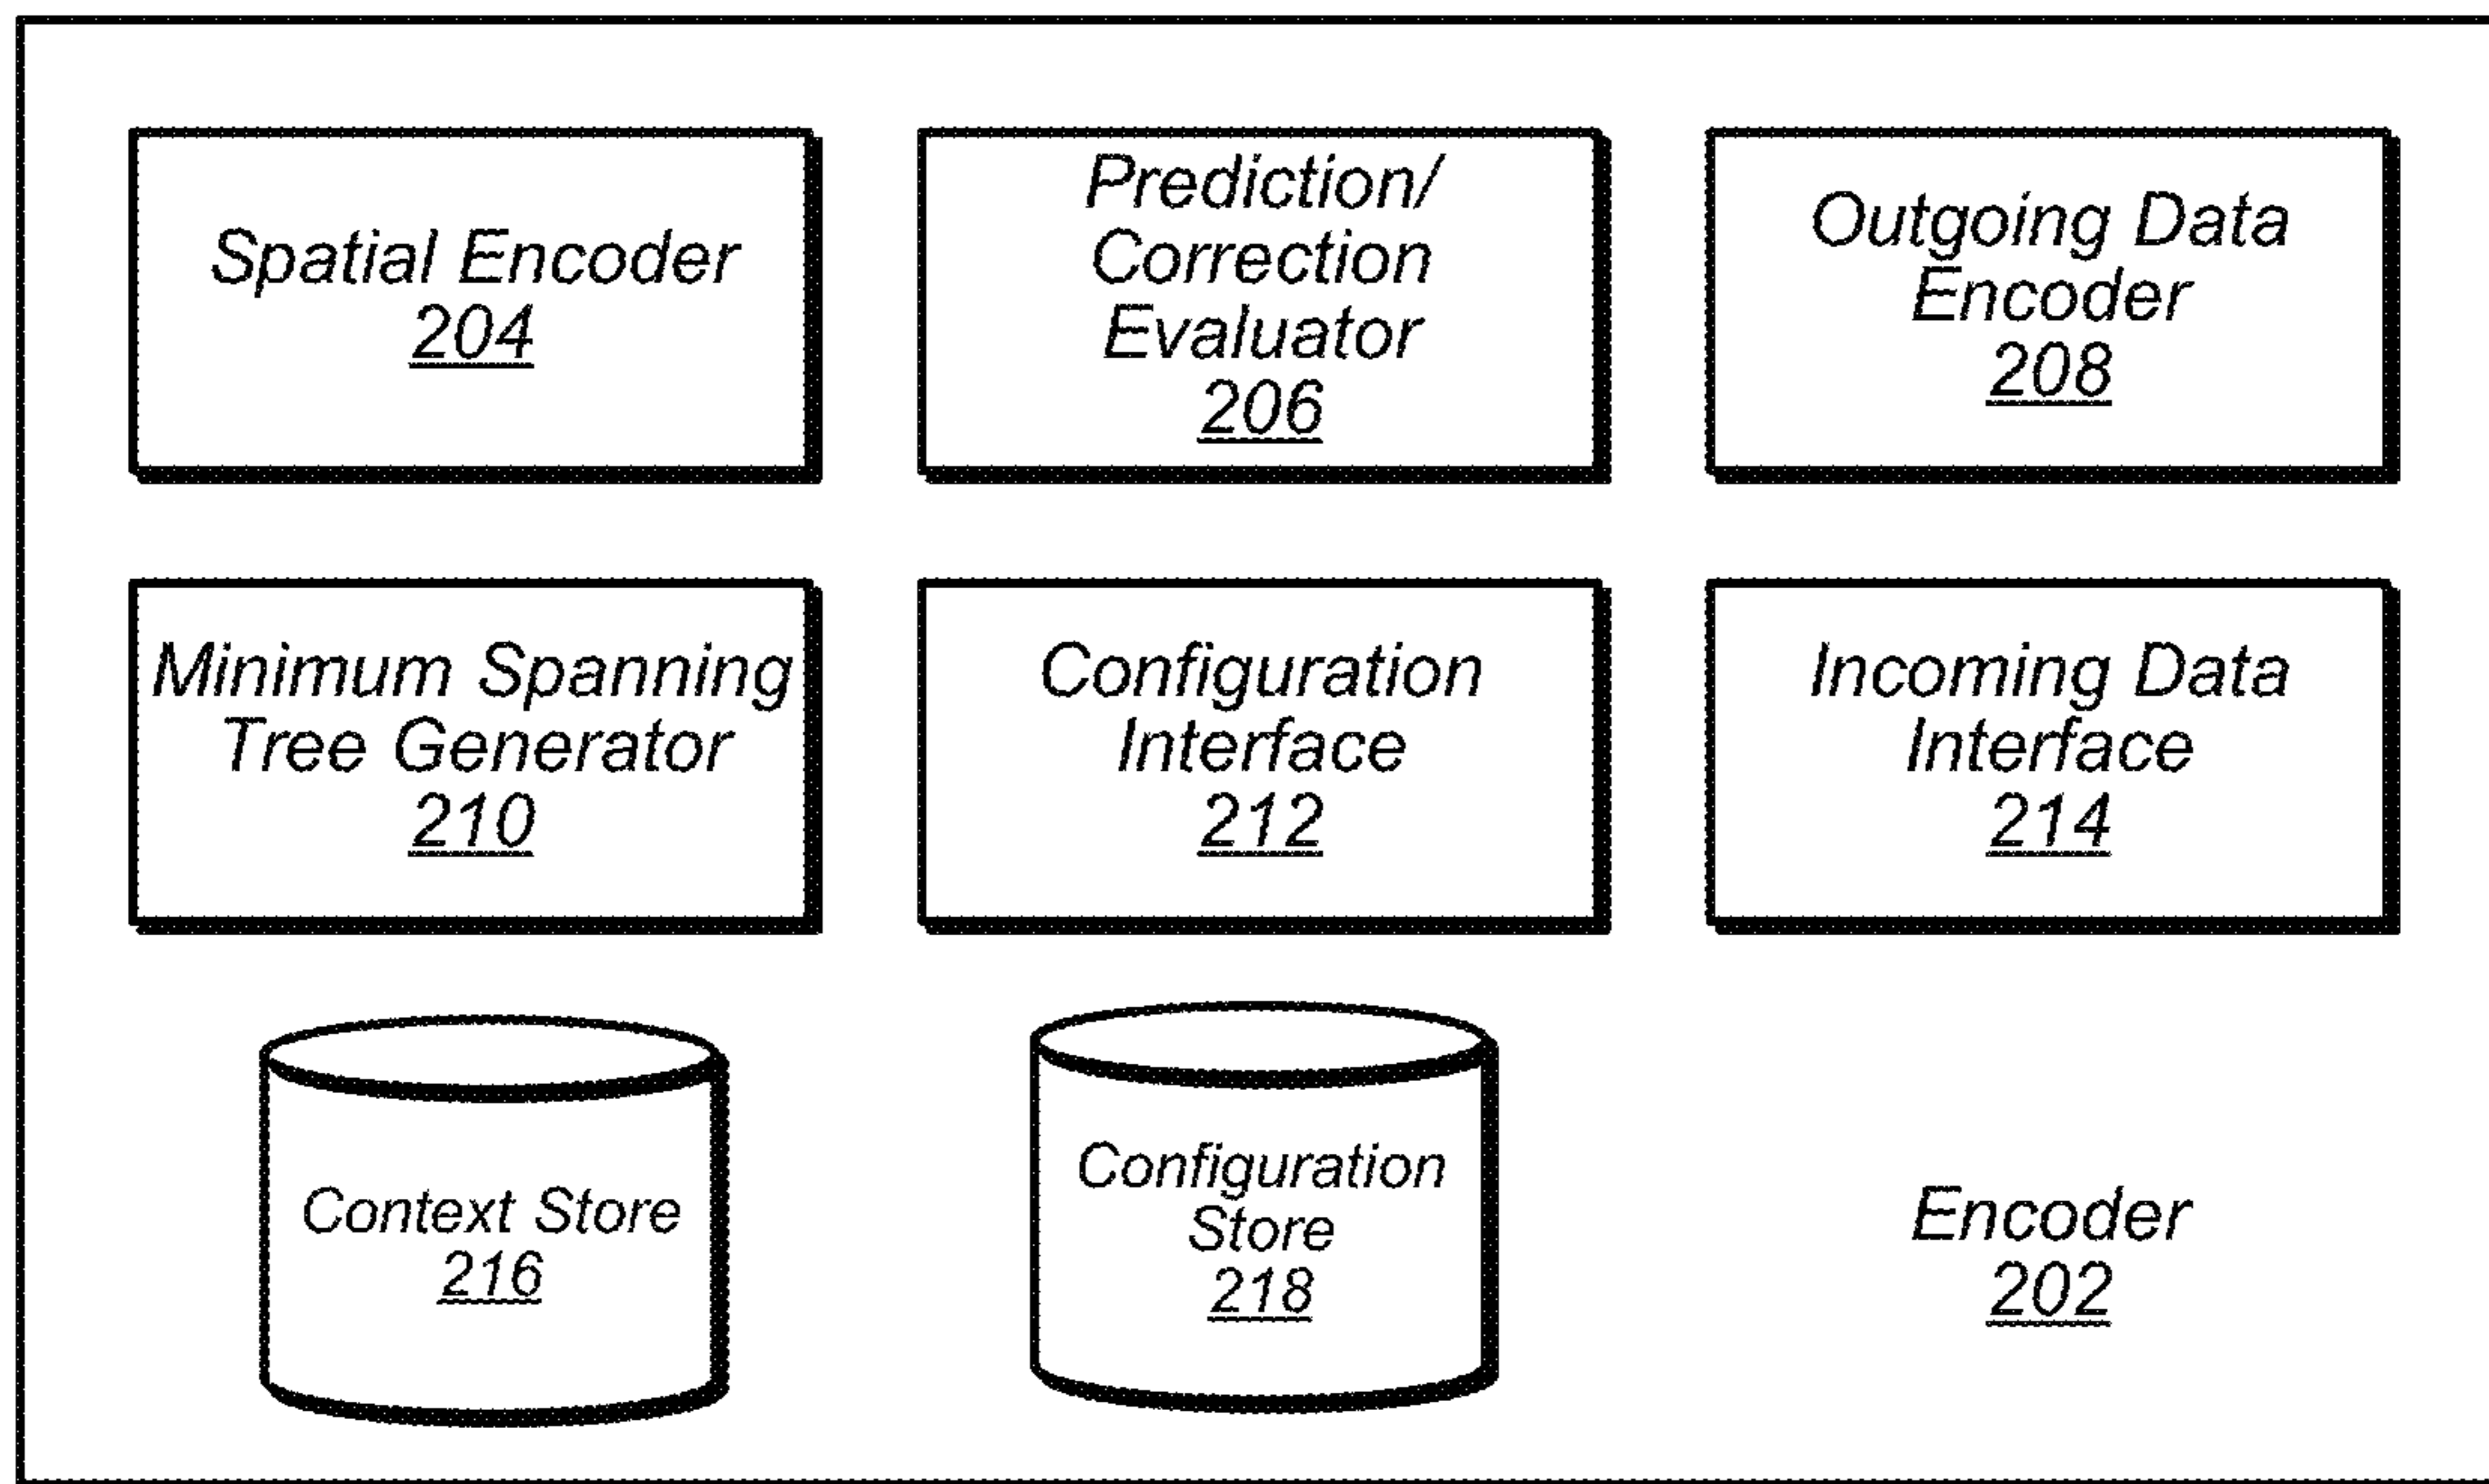 Spatial Encoder
204
Prediction/
Correction
Evaluator
206
Outgoing Data
Encoder
208
Minimum Spanning
Tree Generator
210
Configuration
Interface
212
Incoming Data
Interface
214
Context Store
216
Configuration
Store
218
Encoder
202